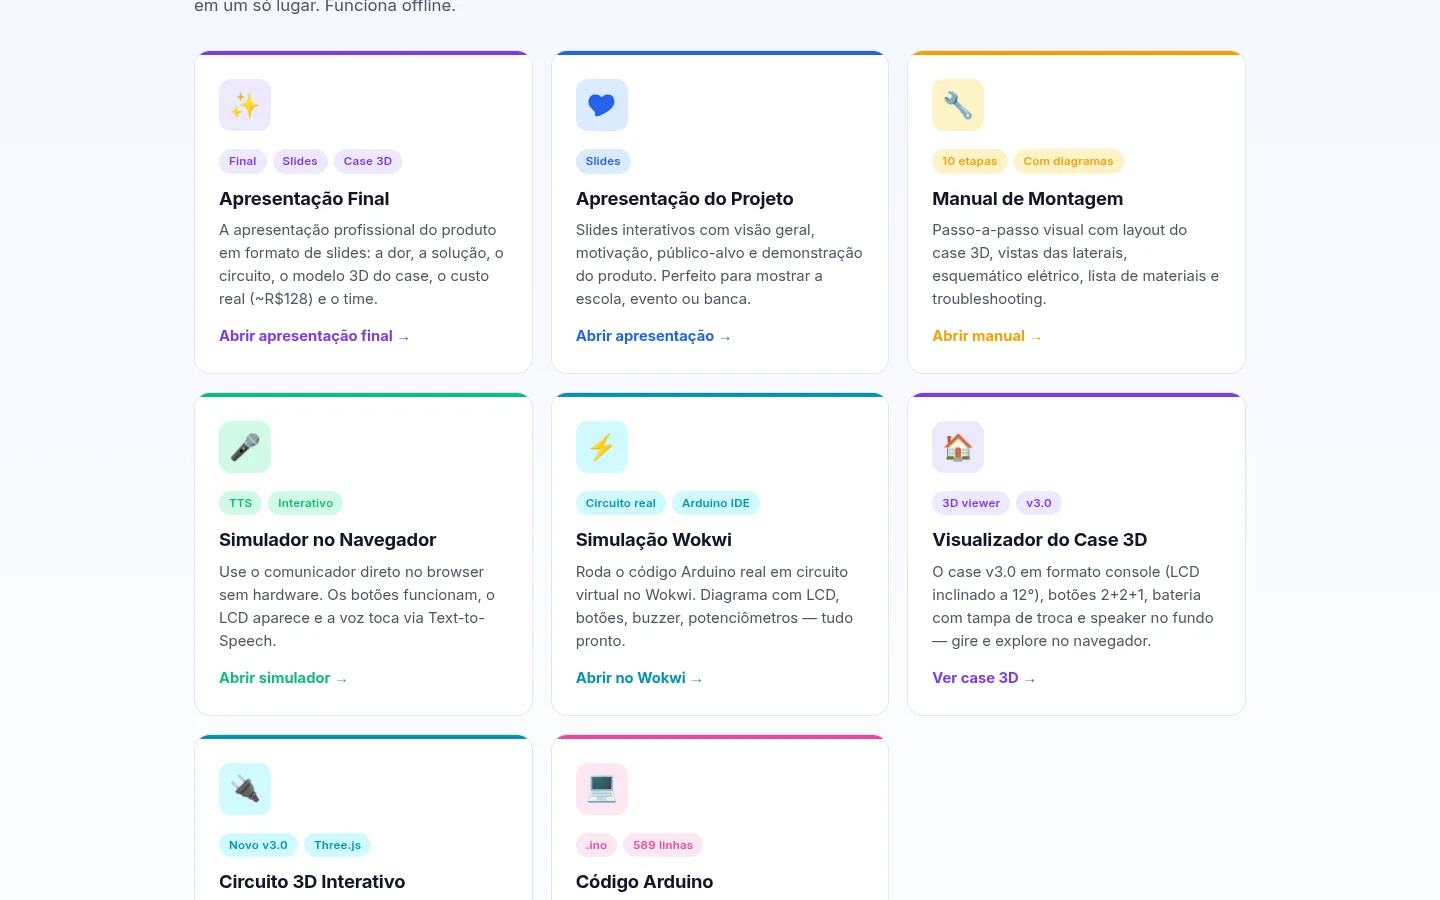 em um só lugar. Funciona offline.
Final
Slides
Case 3D
Apresentação Final
A apresentação profissional do produto
em formato de slides: a dor, a solução, o
circuito, o modelo 3D do case, o custo
real (~R$128) e o time.
Abrir apresentação final →
Slides
Apresentação do Projeto
Slides interativos com visão geral,
motivação, público-alvo e demonstração
do produto. Perfeito para mostrar a
escola, evento ou banca.
Abrir apresentação →
10 etapas
Com diagramas
Manual de Montagem
Passo-a-passo visual com layout do
case 3D, vistas das laterais,
esquemático elétrico, lista de materiais e
troubleshooting.
Abrir manual →
TTS
Interativo
Simulador no Navegador
Use o comunicador direto no browser
sem hardware. Os botões funcionam, o
LCD aparece e a voz toca via Text-to-
Speech.
Abrir simulador →
Circuito real
Arduino IDE
Simulação Wokwi
Roda o código Arduino real em circuito
virtual no Wokwi. Diagrama com LCD,
botões, buzzer, potenciômetros — tudo
pronto.
Abrir no Wokwi →
3D viewer
v3.0
Visualizador do Case 3D
O case v3.0 em formato console (LCD
inclinado a 12°), botões 2+2+1, bateria
com tampa de troca e speaker no fundo
— gire e explore no navegador.
Ver case 3D →
Novo v3.0
Three.js
Circuito 3D Interativo
.ino
589 linhas
Código Arduino